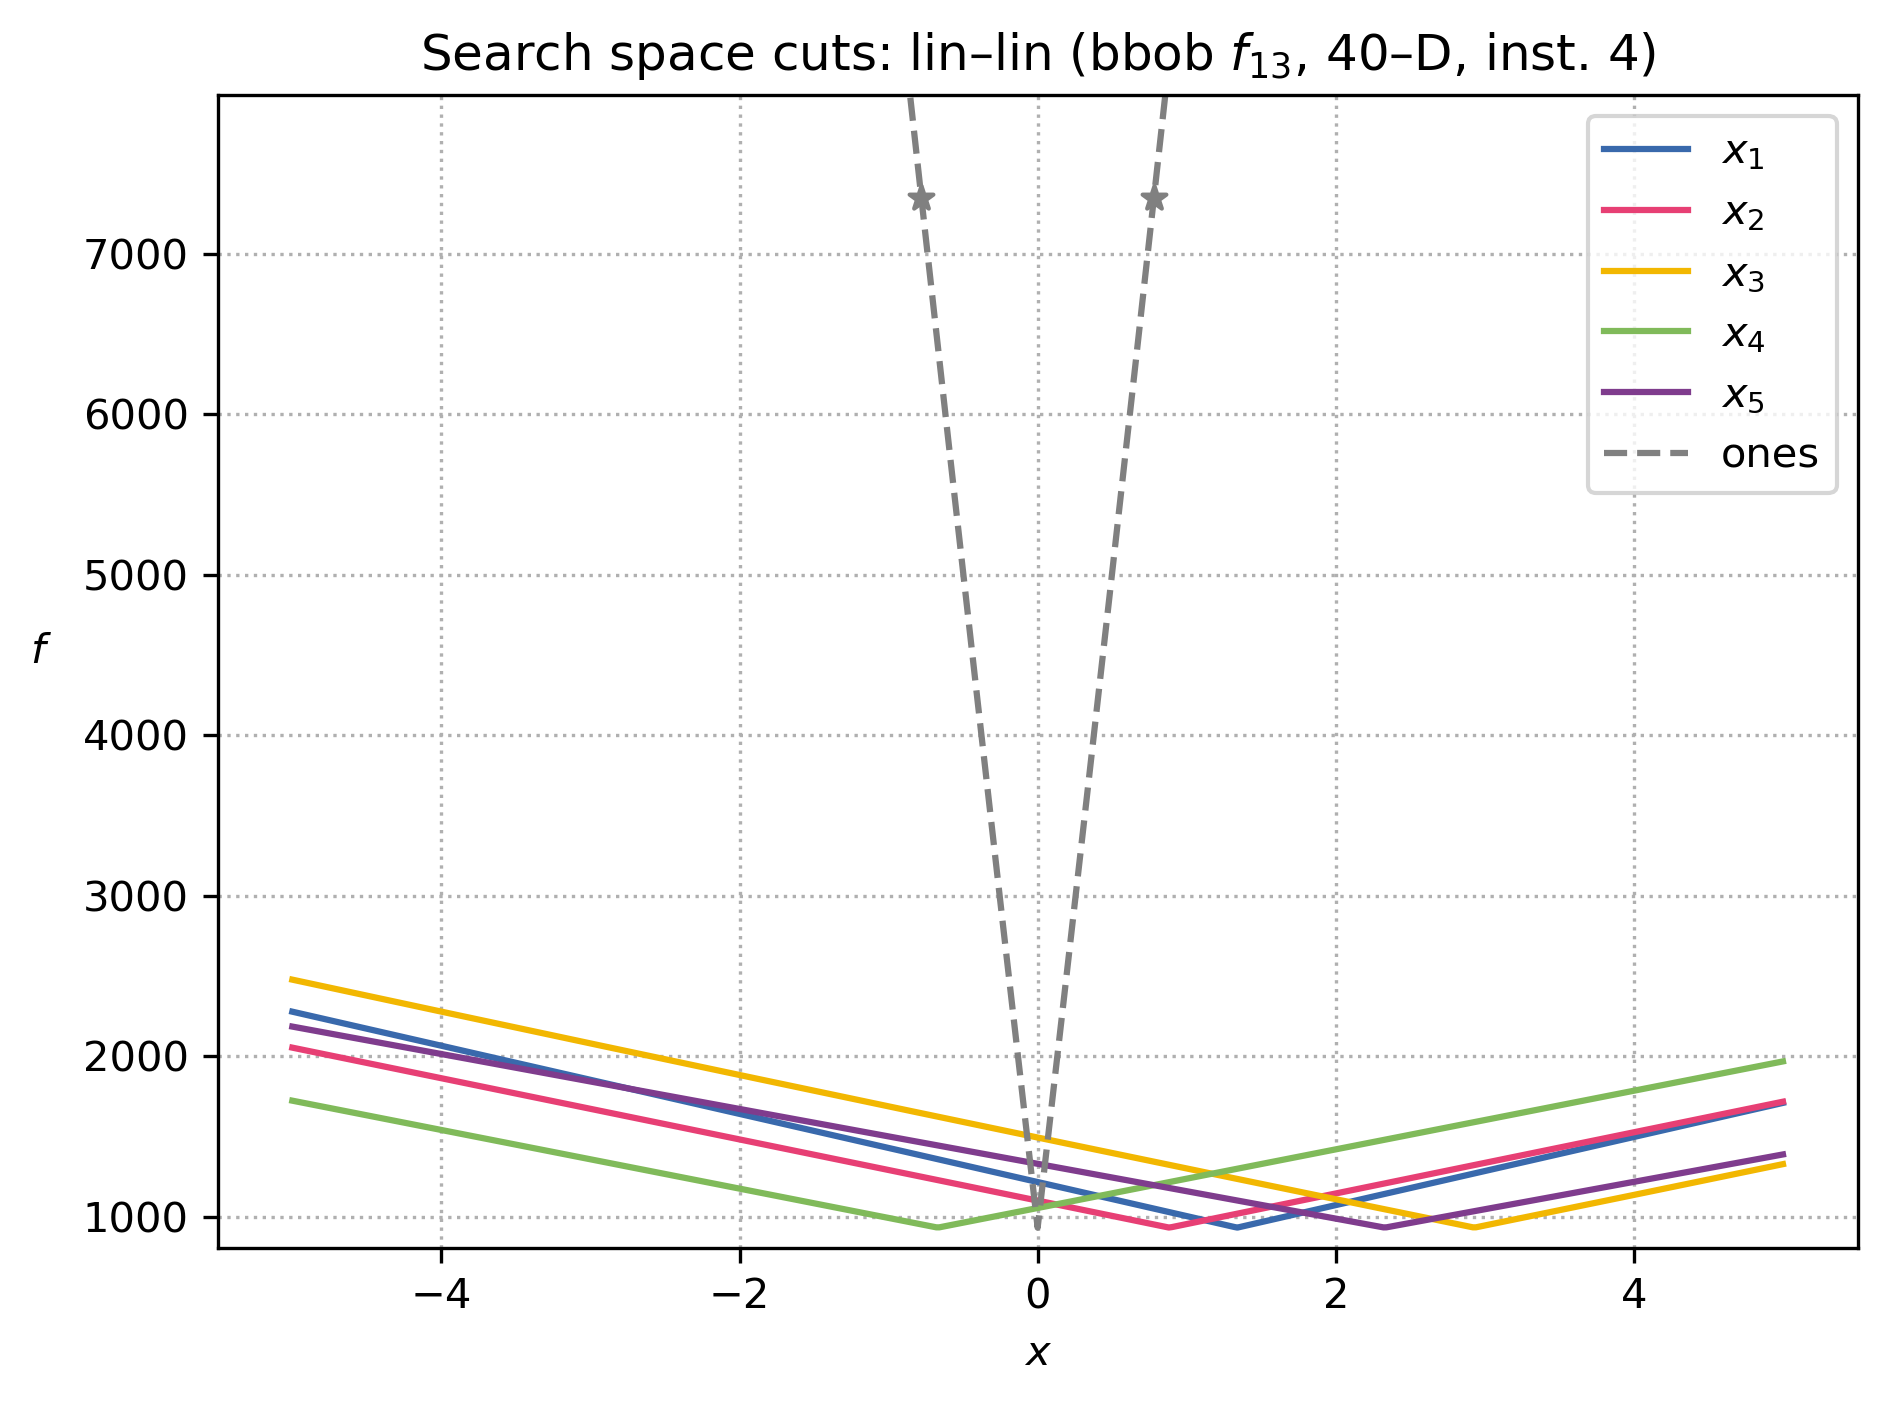 Search space cuts: lin–lin (bbob f₁₃, 40–D, inst. 4)
x₁
x₂
x₃
x₄
x₅
ones
7000
6000
5000
4000
3000
2000
1000
f
−4 −2 0 2 4
x